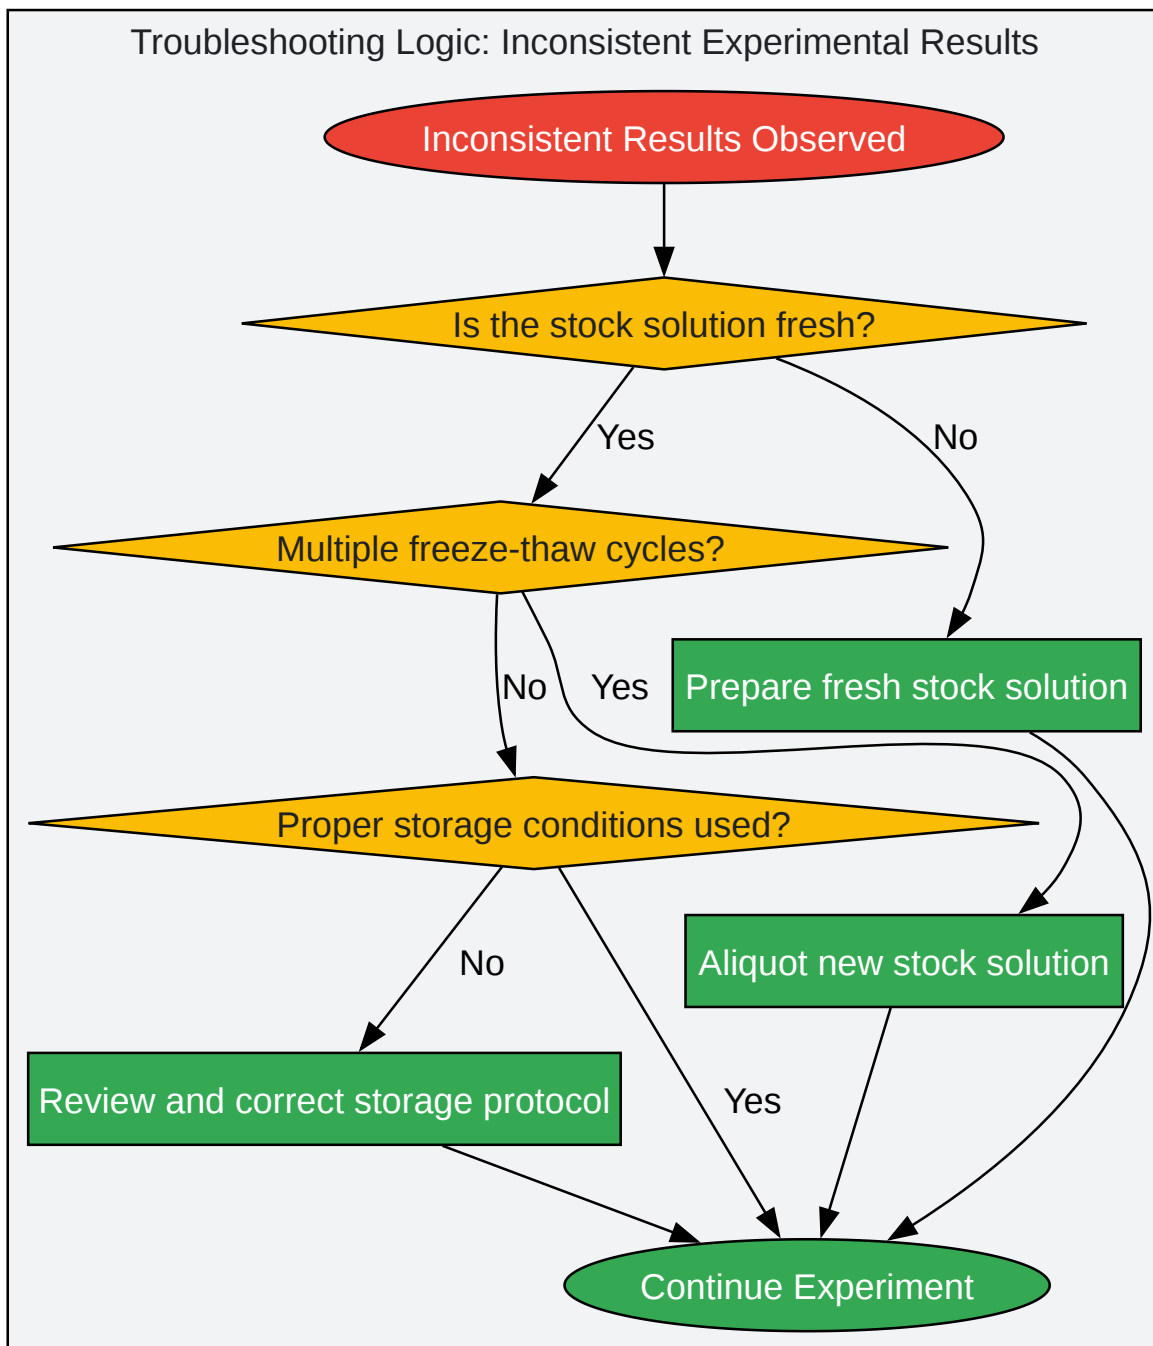 Troubleshooting Logic: Inconsistent Experimental Results
Inconsistent Results Observed
Is the stock solution fresh?
Yes
No
Multiple freeze-thaw cycles?
No
Yes
Prepare fresh stock solution
Proper storage conditions used?
No
Aliquot new stock solution
Review and correct storage protocol
Yes
Continue Experiment